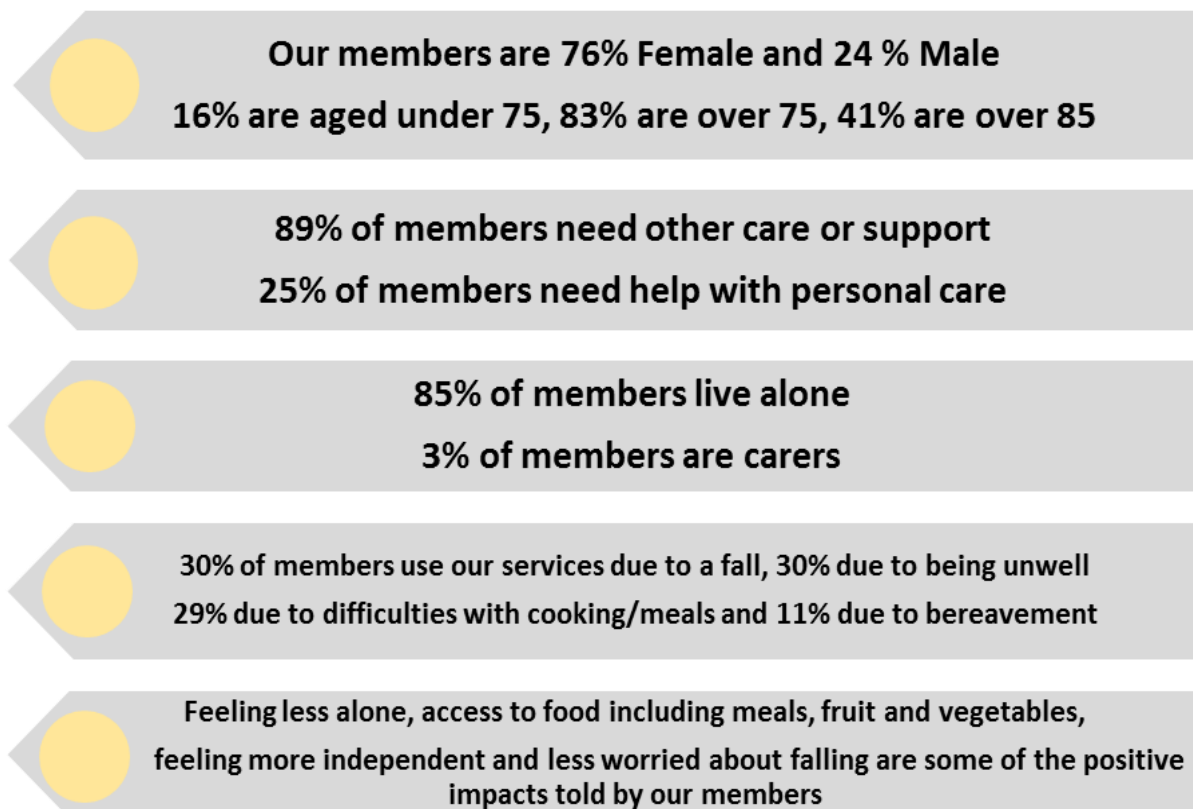 Our members are 76% Female and 24 % Male
16% are aged under 75, 83% are over 75, 41% are over 85
89% of members need other care or support
25% of members need help with personal care
85% of members live alone
3% of members are carers
30% of members use our services due to a fall, 30% due to being unwell
29% due to difficulties with cooking/meals and 11% due to bereavement
Feeling less alone, access to food including meals, fruit and vegetables,
feeling more independent and less worried about falling are some of the positive
impacts told by our members